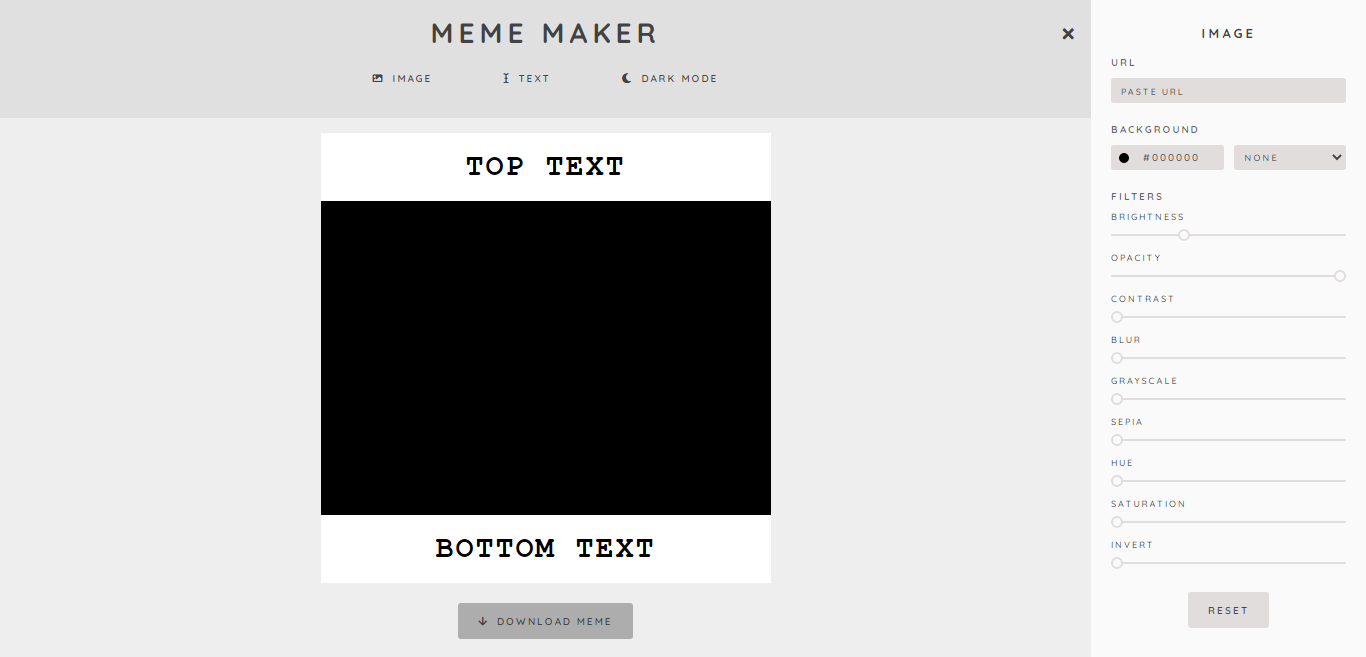 MEME MAKER
IMAGE
TEXT
DARK MODE
TOP TEXT
BOTTOM TEXT
DOWNLOAD MEME
IMAGE
URL
PASTE URL
BACKGROUND
#000000
NONE
FILTERS
BRIGHTNESS
OPACITY
CONTRAST
BLUR
GRAYSCALE
SEPIA
HUE
SATURATION
INVERT
RESET